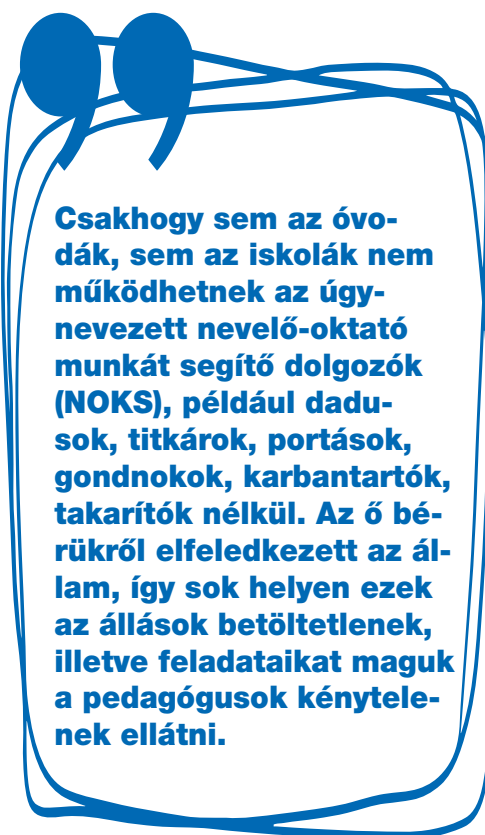 Csakhogy sem az óvo-
dák, sem az iskolák nem
működhetnek az úgy-
nevezett nevelő-oktató
munkát segítő dolgozók
(NOKS), például dadu-
sok, titkárok, portások,
gondnokok, karbantartók,
takarítók nélkül. Az ő bé-
rükről elfeledkezett az ál-
lam, így sok helyen ezek
az állások betöltetlenek,
illetve feladataikat maguk
a pedagógusok kénytele-
nek ellátni.